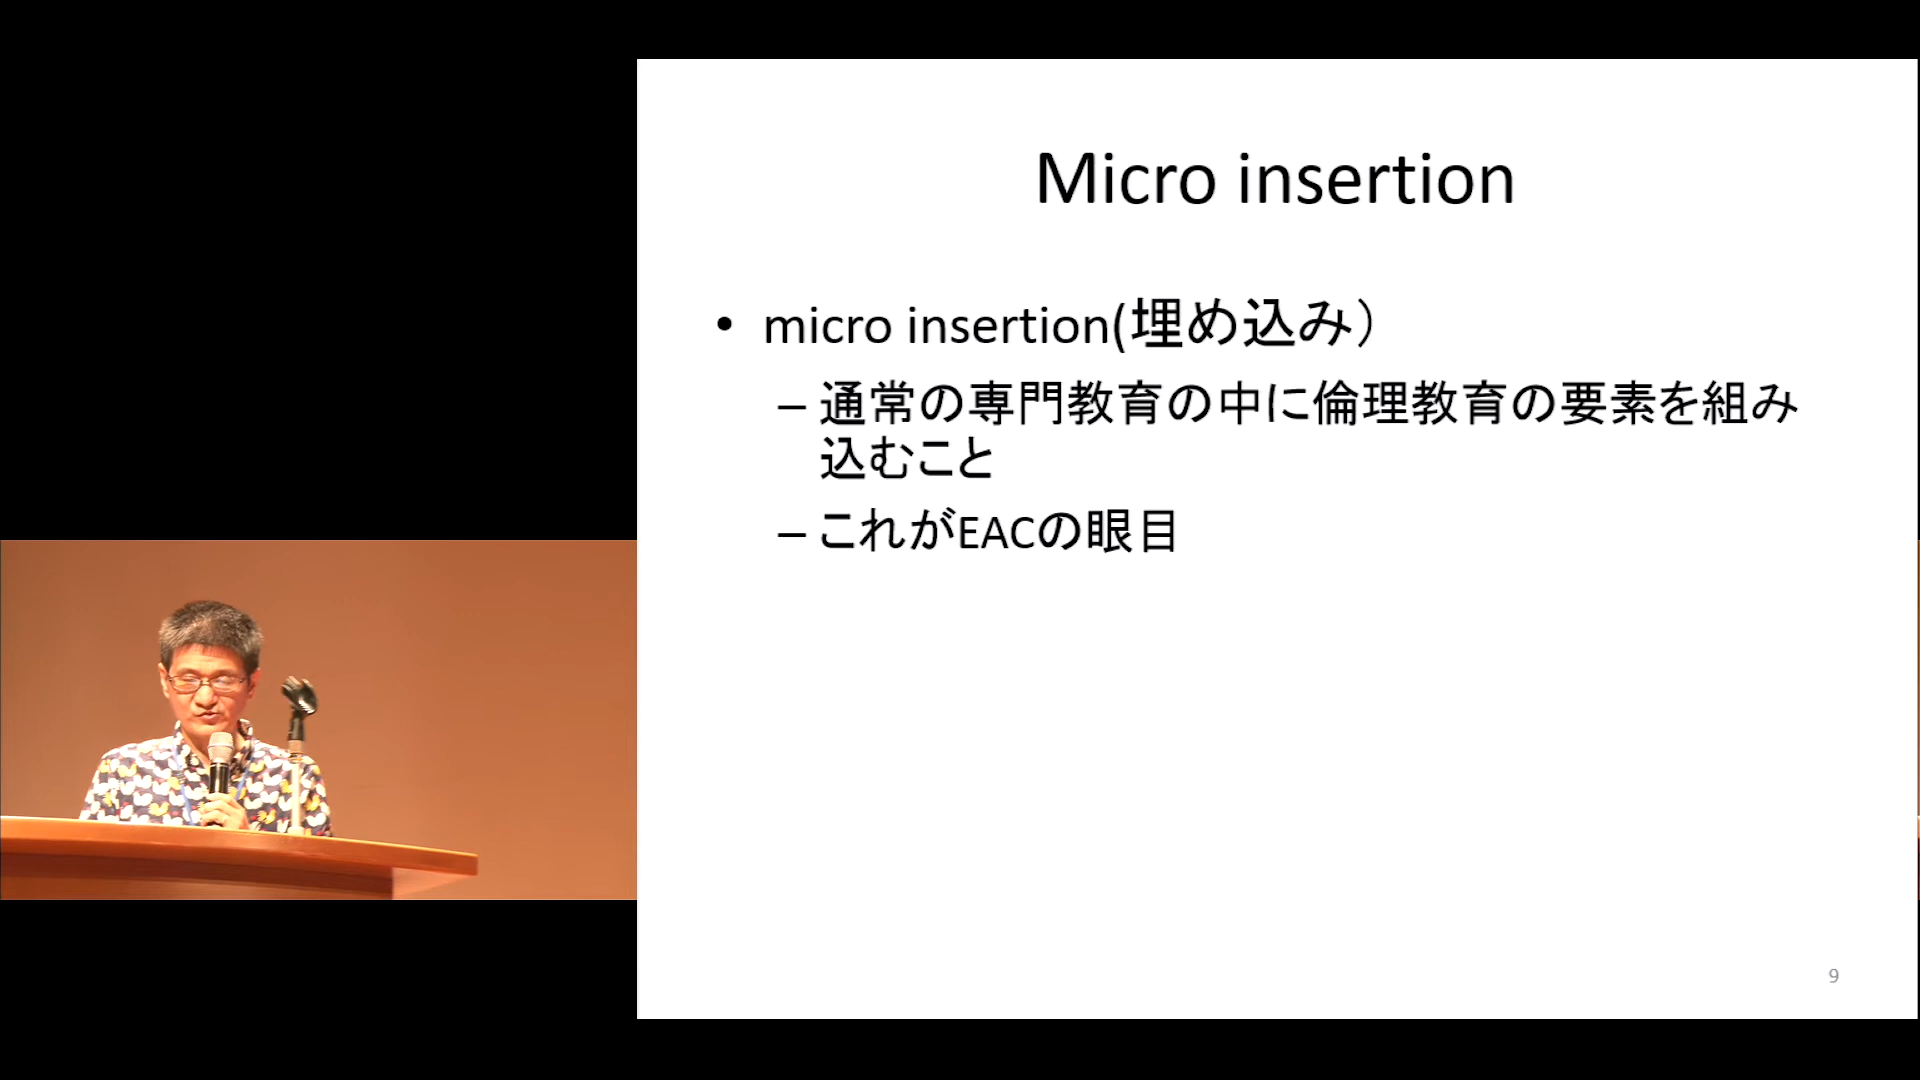 Micro insertion
• micro insertion(埋め込み）
– 通常の専門教育の中に倫理教育の要素を組み
込むこと
– これがEACの眼目
9